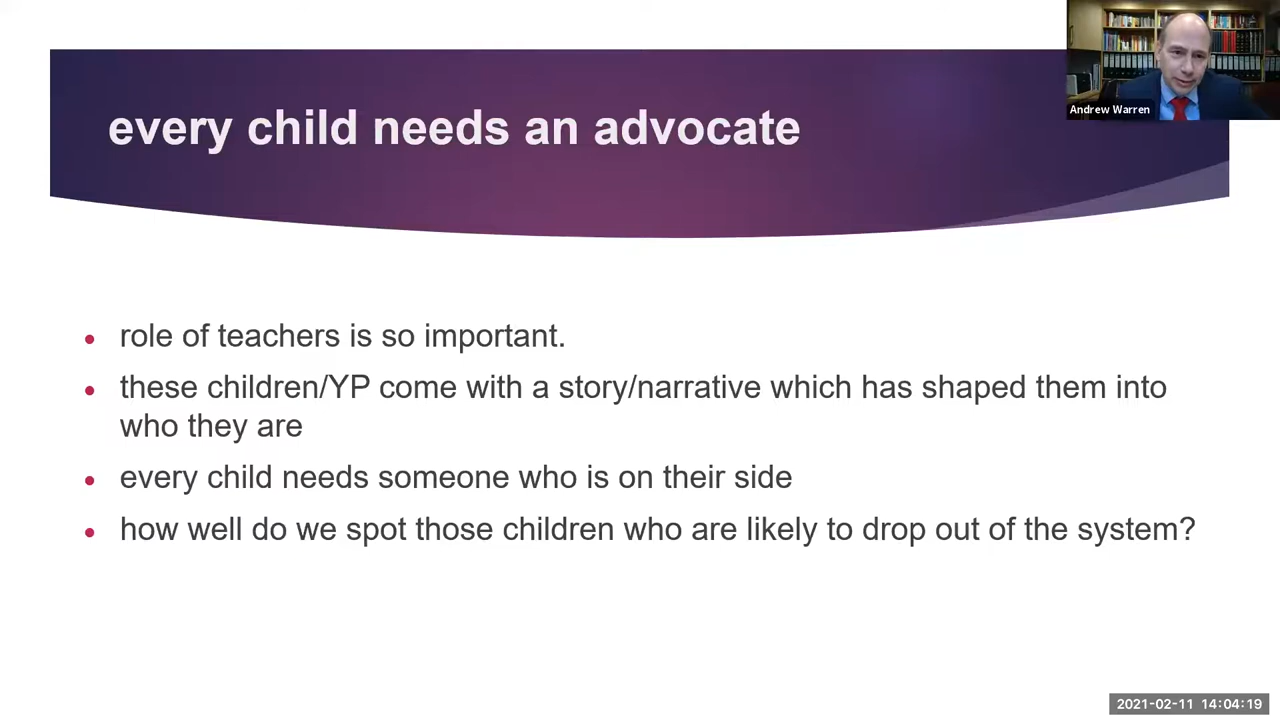 every child needs an advocate
Andrew Warren
role of teachers is so important.
these children/YP come with a story/narrative which has shaped them into
who they are
every child needs someone who is on their side
how well do we spot those children who are likely to drop out of the system?
2021-02-11 14:04:19